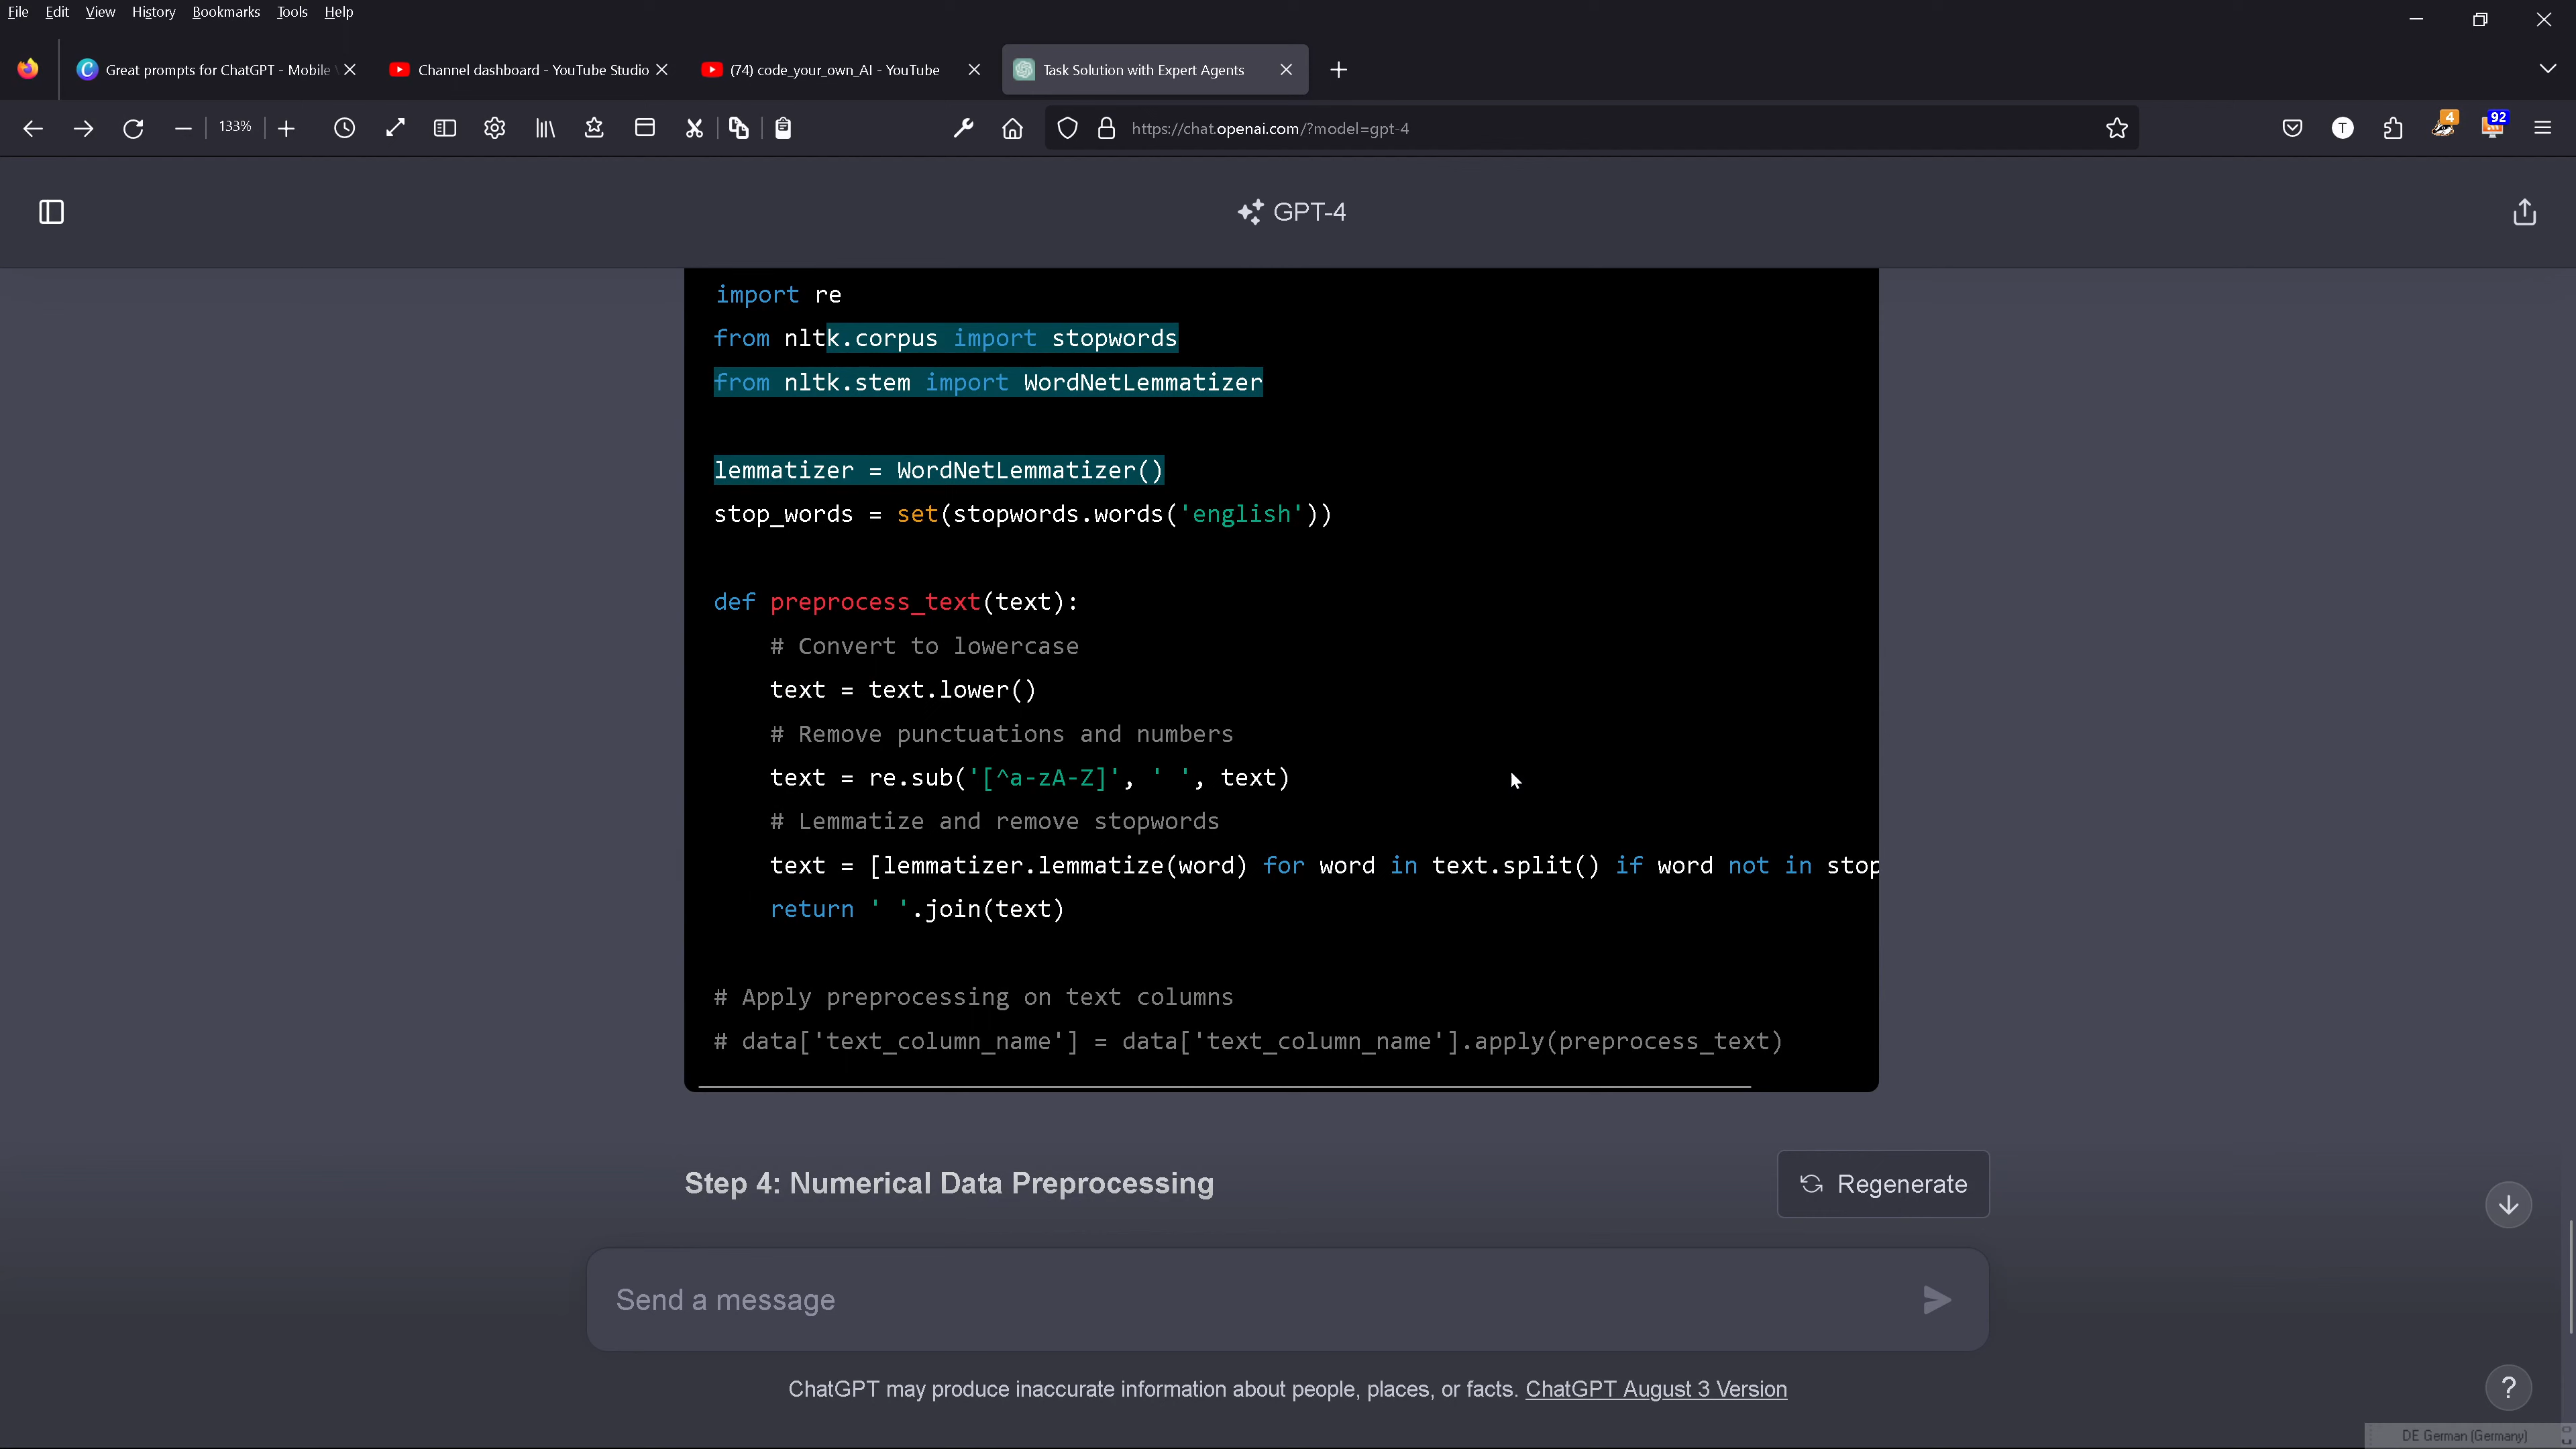 File Edit View History Bookmarks Tools Help
Great prompts for ChatGPT - Mobile
Channel dashboard - YouTube Studio
(74) code_your_own_AI - YouTube
Task Solution with Expert Agents
133%
https://chat.openai.com/?model=gpt-4
T
4
92
GPT-4
import re
from nltk.corpus import stopwords
from nltk.stem import WordNetLemmatizer
lemmatizer = WordNetLemmatizer()
stop_words = set(stopwords.words('english'))
def preprocess_text(text):
# Convert to lowercase
text = text.lower()
# Remove punctuations and numbers
text = re.sub('[^a-zA-Z]', ' ', text)
# Lemmatize and remove stopwords
text = [lemmatizer.lemmatize(word) for word in text.split() if word not in stop
return ' '.join(text)
# Apply preprocessing on text columns
# data['text_column_name'] = data['text_column_name'].apply(preprocess_text)
Step 4: Numerical Data Preprocessing
Regenerate
Send a message
ChatGPT may produce inaccurate information about people, places, or facts. ChatGPT August 3 Version
?
DE German (Germany)